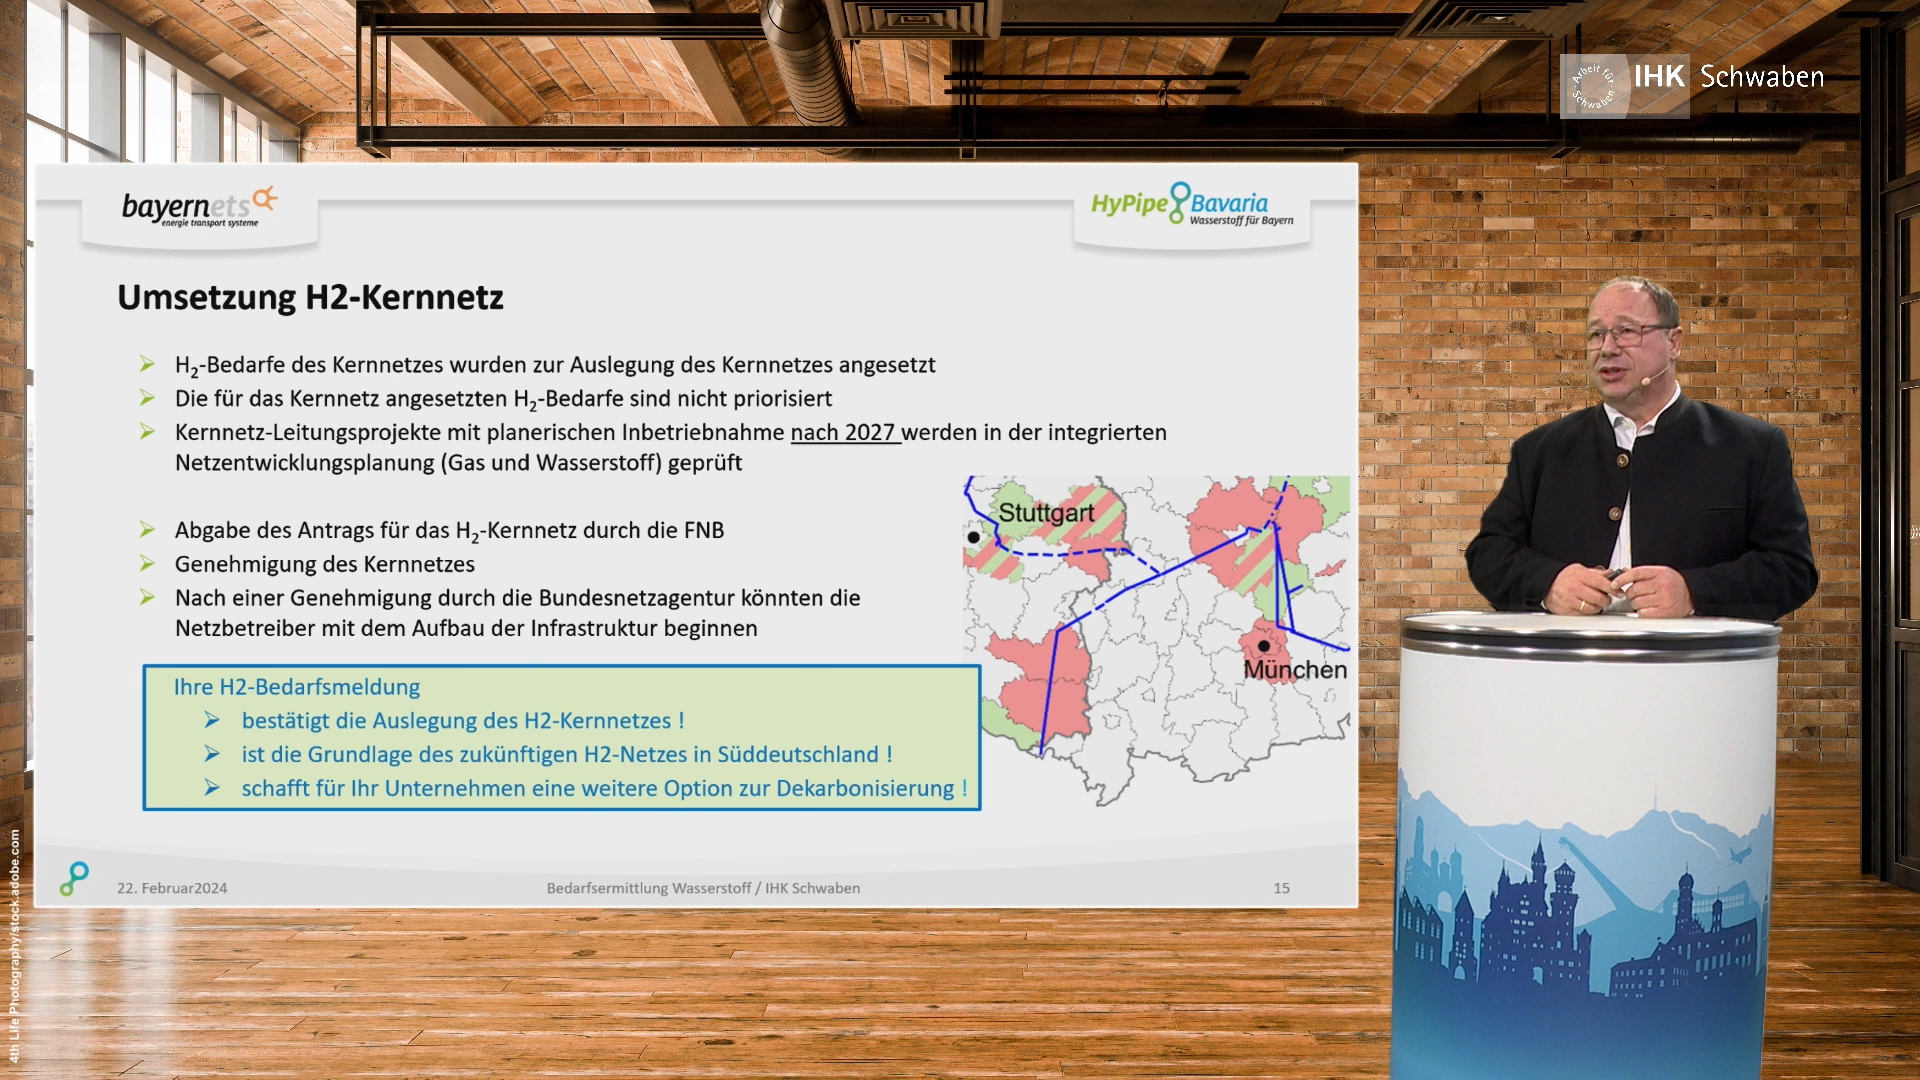 Arbeit für
Schwaben
IHK Schwaben
bayernets
energie transport systeme
HyPipe Bavaria
Wasserstoff für Bayern
Umsetzung H2-Kernnetz
H2-Bedarfe des Kernnetzes wurden zur Auslegung des Kernnetzes angesetzt
Die für das Kernnetz angesetzten H2-Bedarfe sind nicht priorisiert
Kernnetz-Leitungsprojekte mit planerischen Inbetriebnahme nach 2027 werden in der integrierten
Netzentwicklungsplanung (Gas und Wasserstoff) geprüft
Abgabe des Antrags für das H2-Kernnetz durch die FNB
Genehmigung des Kernnetzes
Nach einer Genehmigung durch die Bundesnetzagentur könnten die
Netzbetreiber mit dem Aufbau der Infrastruktur beginnen
Stuttgart
München
Ihre H2-Bedarfsmeldung
bestätigt die Auslegung des H2-Kernnetzes !
ist die Grundlage des zukünftigen H2-Netzes in Süddeutschland !
schafft für Ihr Unternehmen eine weitere Option zur Dekarbonisierung !
22. Februar2024
Bedarfsermittlung Wasserstoff / IHK Schwaben
15
4th Life Photography/stock.adobe.com